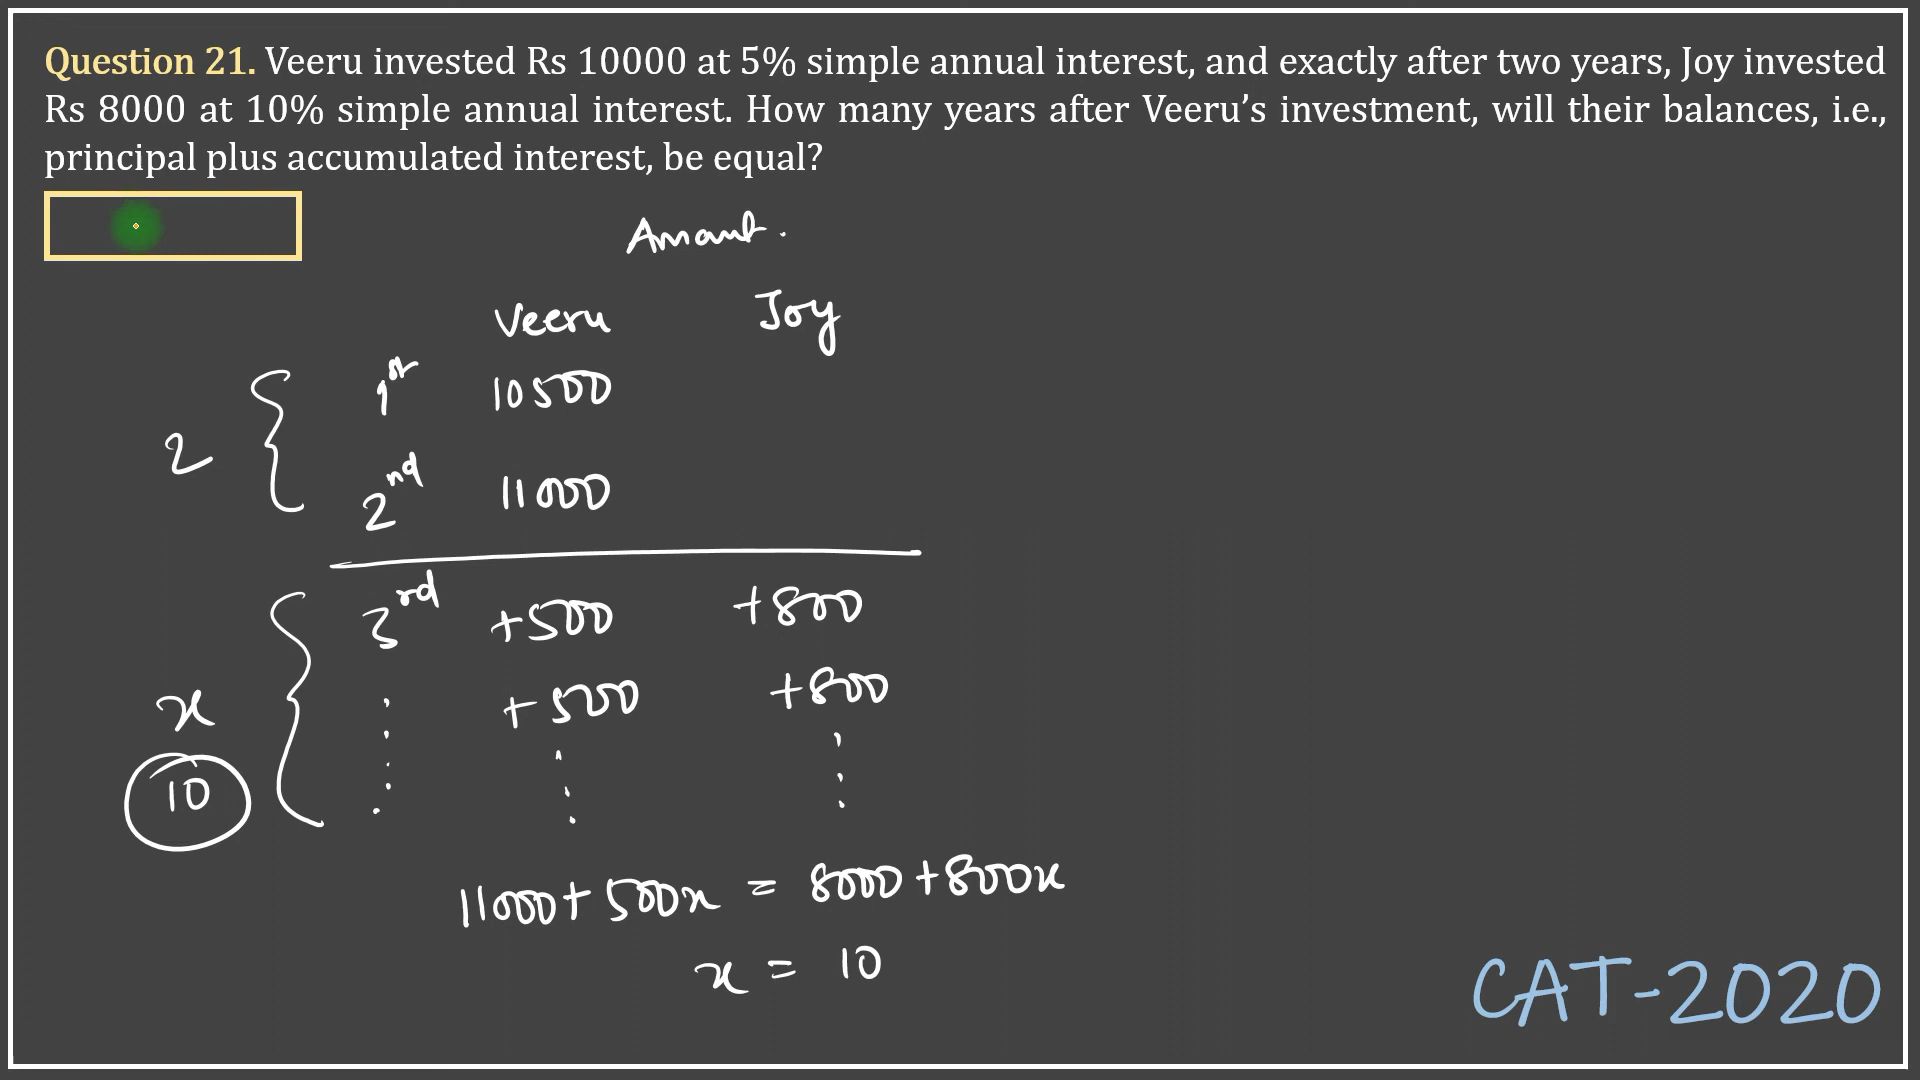 Question 21. Veeru invested Rs 10000 at 5% simple annual interest, and exactly after two years, Joy invested
Rs 8000 at 10% simple annual interest. How many years after Veeru’s investment, will their balances, i.e.,
principal plus accumulated interest, be equal?
Amount.
Veeru Joy
1st 10500
2
2nd 11000
3rd +500 +800
x +500 +800
10
11000+500x = 8000+800x
x = 10
CAT-2020